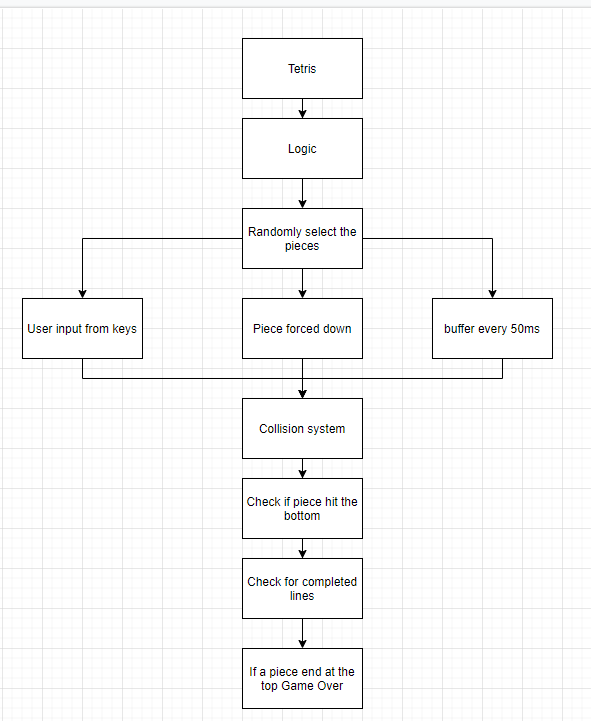 Tetris
Logic
Randomly select the
pieces
User input from keys
Piece forced down
buffer every 50ms
Collision system
Check if piece hit the
bottom
Check for completed
lines
If a piece end at the
top Game Over